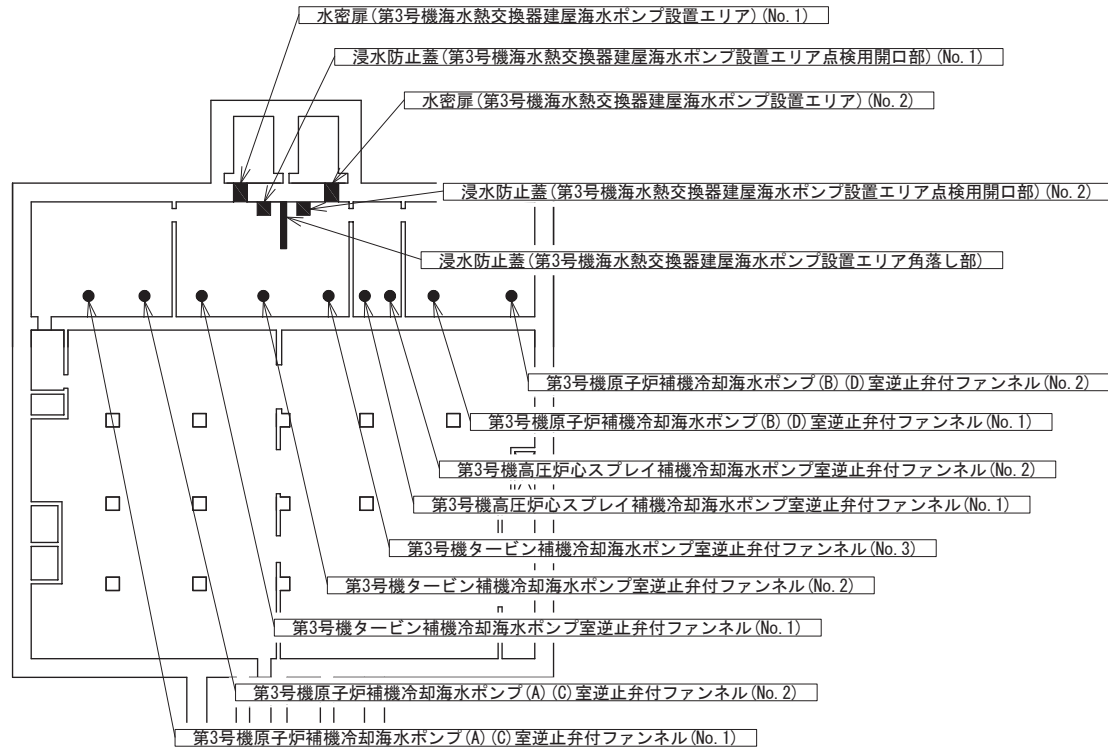 水密扉(第3号機海水熱交換器建屋海水ポンプ設置エリア)(No.1)
浸水防止蓋(第3号機海水熱交換器建屋海水ポンプ設置エリア点検用開口部)(No.1)
水密扉(第3号機海水熱交換器建屋海水ポンプ設置エリア)(No.2)
浸水防止蓋(第3号機海水熱交換器建屋海水ポンプ設置エリア点検用開口部)(No.2)
浸水防止蓋(第3号機海水熱交換器建屋海水ポンプ設置エリア角落し部)
第3号機原子炉補機冷却海水ポンプ(B)(D)室逆止弁付ファンネル(No.2)
第3号機原子炉補機冷却海水ポンプ(B)(D)室逆止弁付ファンネル(No.1)
第3号機高圧炉心スプレイ補機冷却海水ポンプ室逆止弁付ファンネル(No.2)
第3号機高圧炉心スプレイ補機冷却海水ポンプ室逆止弁付ファンネル(No.1)
第3号機タービン補機冷却海水ポンプ室逆止弁付ファンネル(No.3)
第3号機タービン補機冷却海水ポンプ室逆止弁付ファンネル(No.2)
第3号機タービン補機冷却海水ポンプ室逆止弁付ファンネル(No.1)
第3号機原子炉補機冷却海水ポンプ(A)(C)室逆止弁付ファンネル(No.2)
第3号機原子炉補機冷却海水ポンプ(A)(C)室逆止弁付ファンネル(No.1)